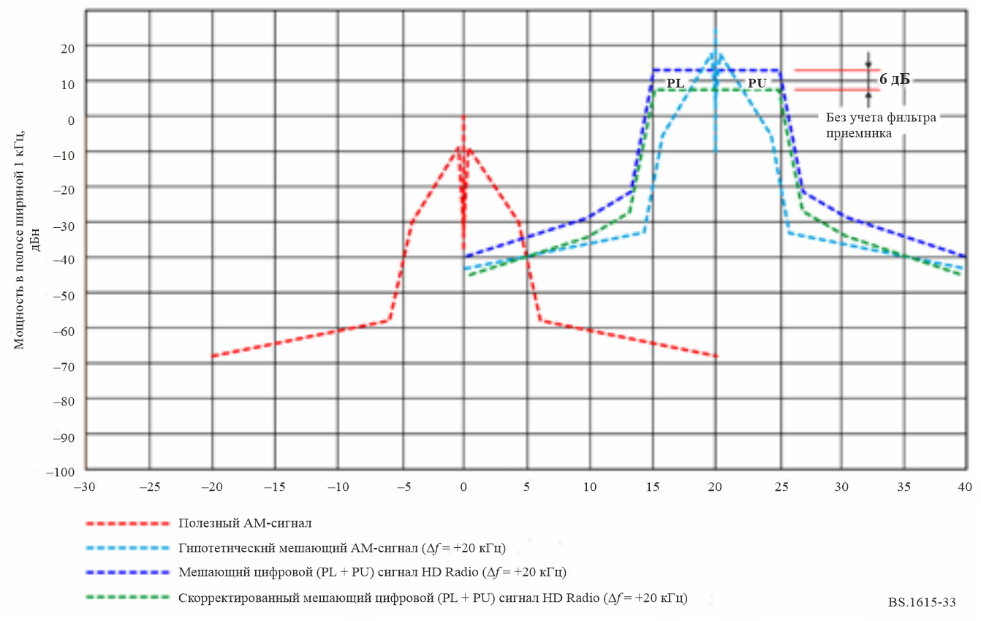 Мощность в полосе шириной 1 кГц,
дБн
20
10
0
–10
–20
–30
–40
–50
–60
–70
–80
–90
–100
PL
PU
6 дБ
Без учета фильтра
приемника
–30
–25
–20
–15
–10
–5
0
5
10
15
20
25
30
35
40
Полезный АМ-сигнал
Гипотетический мешающий АМ-сигнал (Δf = +20 кГц)
Мешающий цифровой (PL + PU) сигнал HD Radio (Δf = +20 кГц)
Скорректированный мешающий цифровой (PL + PU) сигнал HD Radio (Δf = +20 кГц)
BS.1615-33